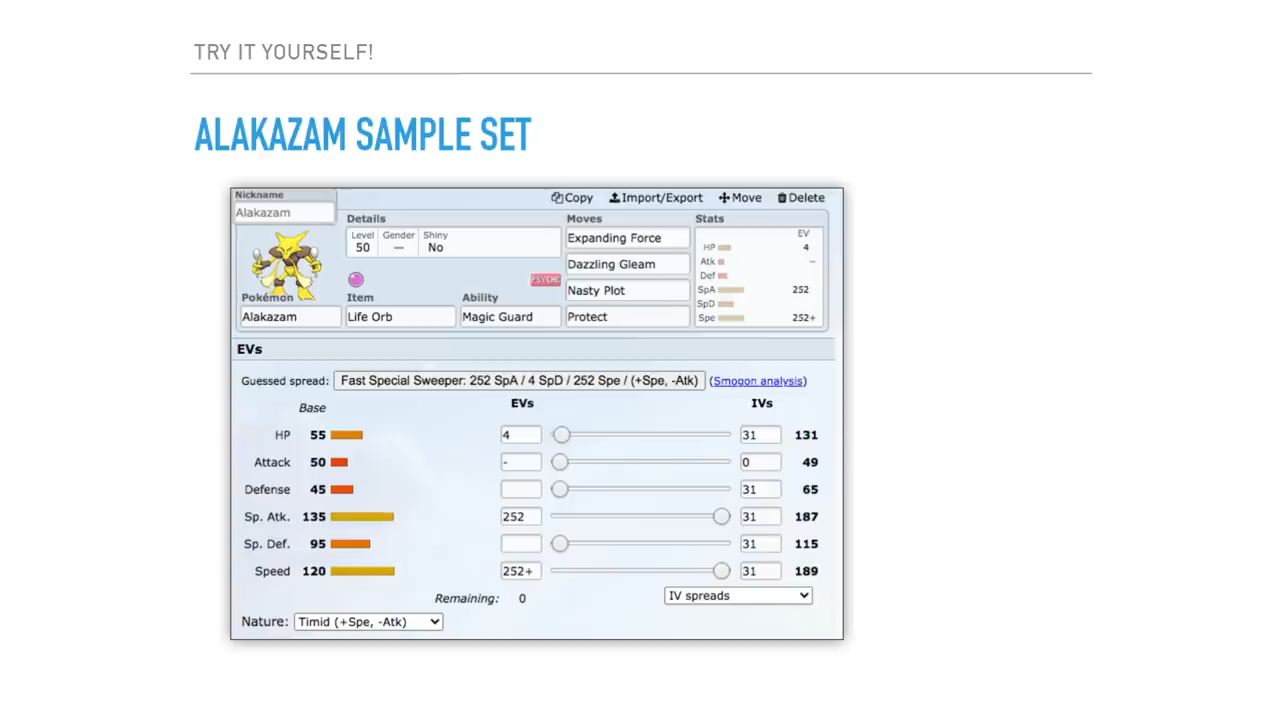 TRY IT YOURSELF!
ALAKAZAM SAMPLE SET
Nickname
Alakazam
Copy Import/Export Move Delete
Details
Level Gender Shiny
50 — No
PSYCHC
Pokémon Item Ability
Alakazam Life Orb Magic Guard
Moves
Expanding Force
Dazzling Gleam
Nasty Plot
Protect
Stats
EV
HP 4
Atk –
Def
SpA 252
SpD
Spe 252+
EVs
Guessed spread: Fast Special Sweeper: 252 SpA / 4 SpD / 252 Spe / (+Spe, -Atk) (Smogon analysis)
Base EVs IVs
HP 55 4 31 131
Attack 50 - 0 49
Defense 45 31 65
Sp. Atk. 135 252 31 187
Sp. Def. 95 31 115
Speed 120 252+ 31 189
Remaining: 0 IV spreads
Nature: Timid (+Spe, -Atk)